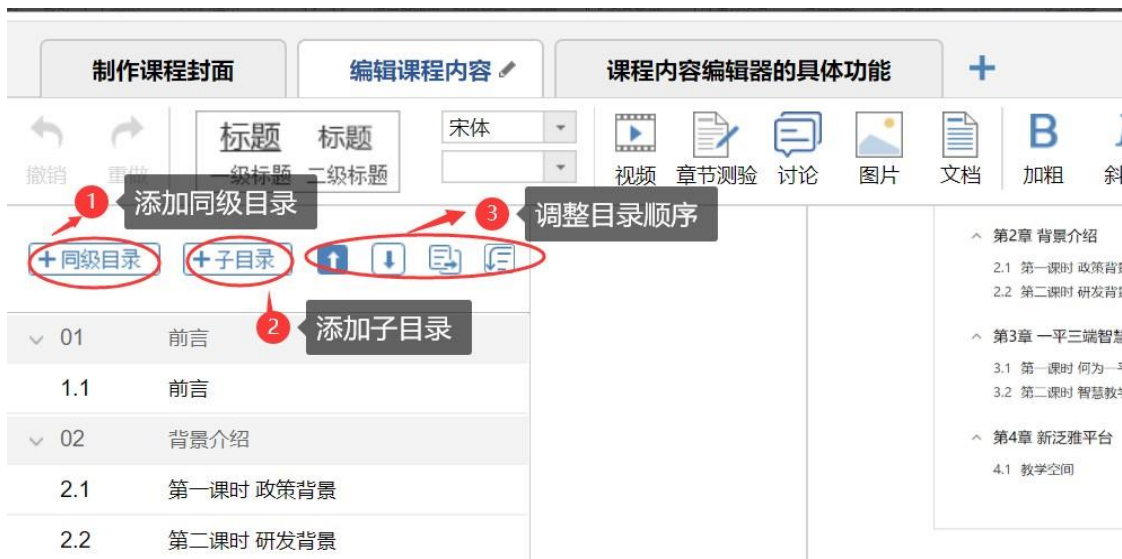 制作课程封面 编辑课程内容 课程内容编辑器的具体功能 +
标题 标题 宋体
撤销 重做 一级标题 二级标题 视频 章节测验 讨论 图片 文档 B 加粗
1 添加同级目录
3 调整目录顺序
+同级目录 +子目录
2 添加子目录
01 前言
1.1 前言
02 背景介绍
2.1 第一课时 政策背景
2.2 第二课时 研发背景
第2章 背景介绍
2.1 第一课时 政策背
2.2 第二课时 研发背
第3章 一平三端智慧
3.1 第一课时 何为一平
3.2 第二课时 智慧教学
第4章 新泛雅平台
4.1 教学空间